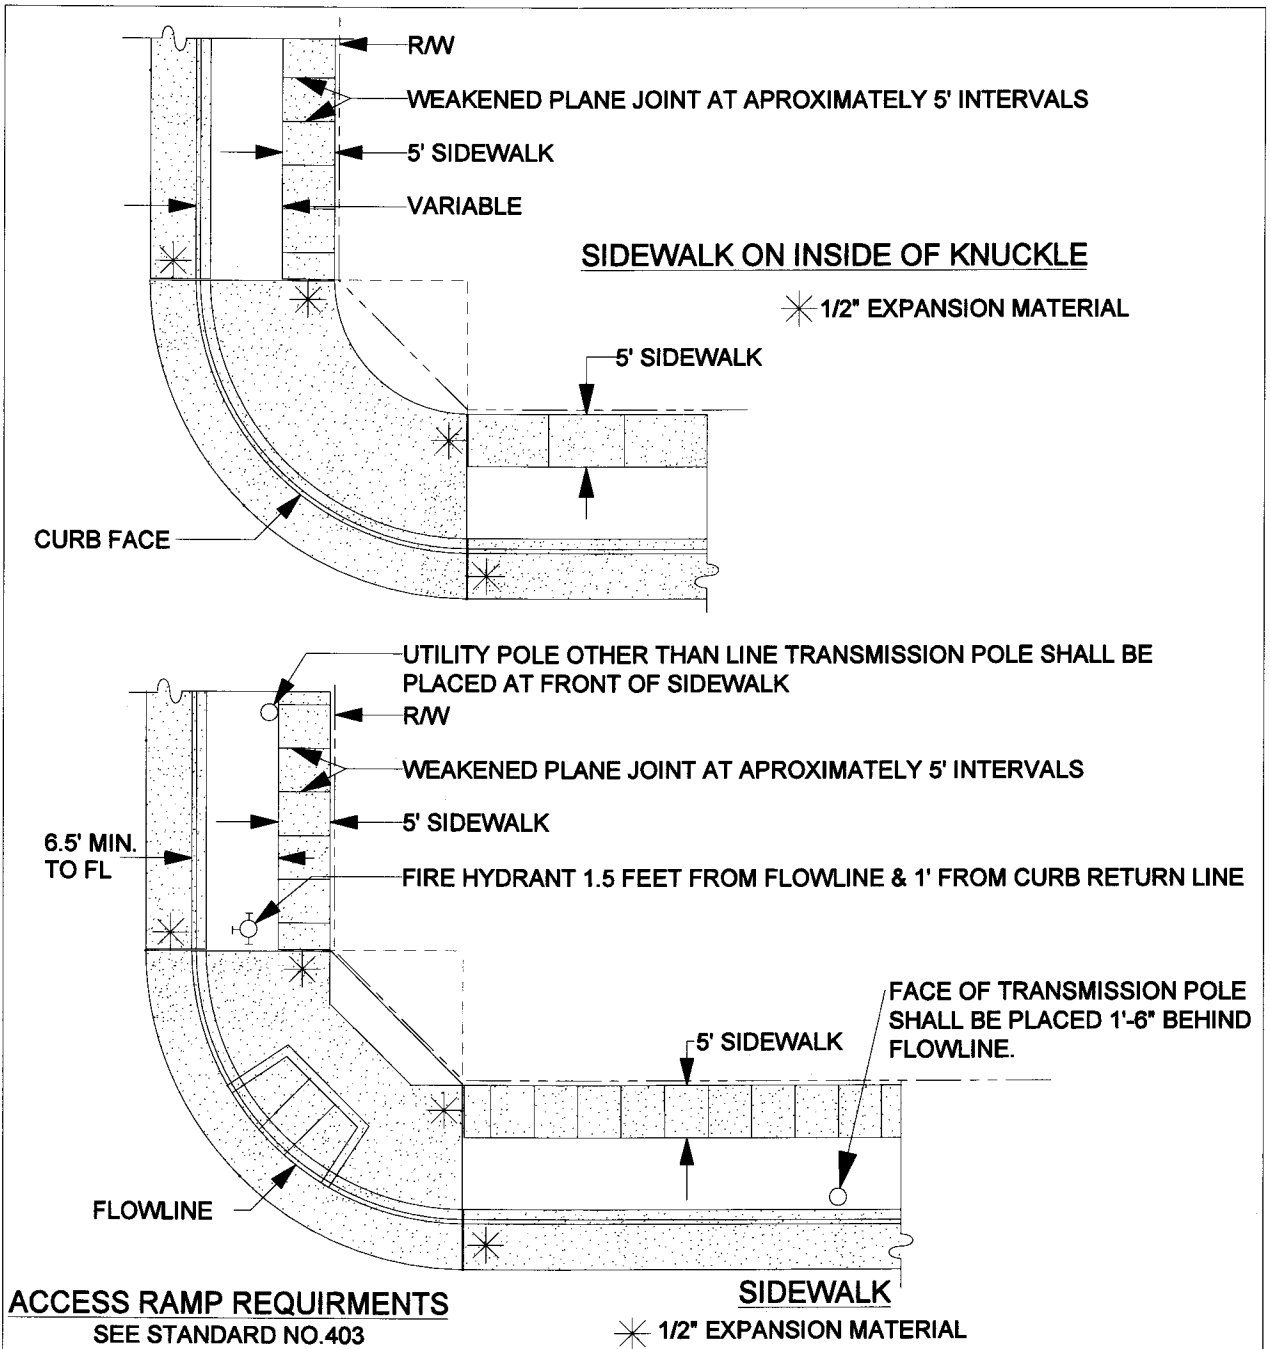 R/W
WEAKENED PLANE JOINT AT APROXIMATELY 5' INTERVALS
5' SIDEWALK
VARIABLE
SIDEWALK ON INSIDE OF KNUCKLE
1/2" EXPANSION MATERIAL
5' SIDEWALK
CURB FACE
UTILITY POLE OTHER THAN LINE TRANSMISSION POLE SHALL BE
PLACED AT FRONT OF SIDEWALK
R/W
WEAKENED PLANE JOINT AT APROXIMATELY 5' INTERVALS
5' SIDEWALK
6.5' MIN.
TO FL
FIRE HYDRANT 1.5 FEET FROM FLOWLINE & 1' FROM CURB RETURN LINE
FACE OF TRANSMISSION POLE
SHALL BE PLACED 1'-6" BEHIND
FLOWLINE.
5' SIDEWALK
FLOWLINE
ACCESS RAMP REQUIRMENTS
SEE STANDARD NO.403
SIDEWALK
1/2" EXPANSION MATERIAL